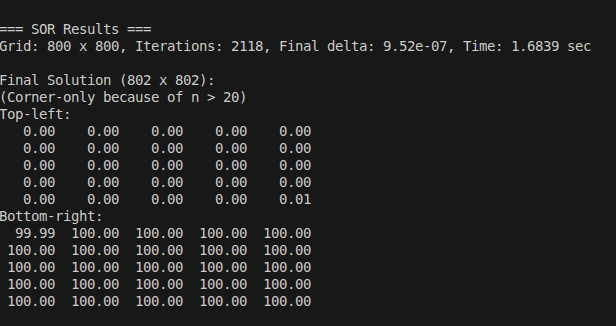 === SOR Results ===
Grid: 800 x 800, Iterations: 2118, Final delta: 9.52e-07, Time: 1.6839 sec

Final Solution (802 x 802):
(Corner-only because of n > 20)
Top-left:
   0.00    0.00    0.00    0.00    0.00
   0.00    0.00    0.00    0.00    0.00
   0.00    0.00    0.00    0.00    0.00
   0.00    0.00    0.00    0.00    0.00
   0.00    0.00    0.00    0.00    0.01
Bottom-right:
  99.99  100.00  100.00  100.00  100.00
 100.00  100.00  100.00  100.00  100.00
 100.00  100.00  100.00  100.00  100.00
 100.00  100.00  100.00  100.00  100.00
 100.00  100.00  100.00  100.00  100.00